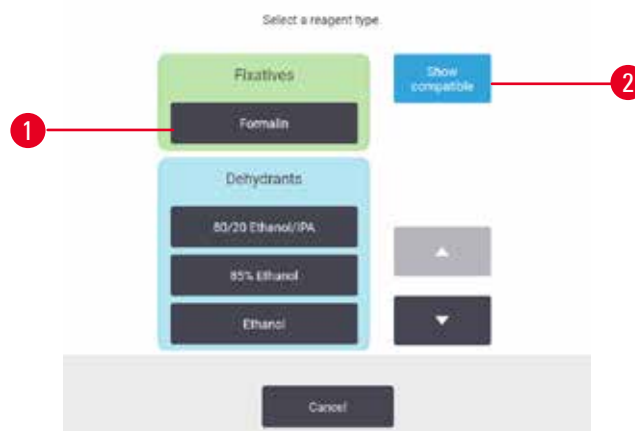 Select a reagent type
Fixatives
Show
compatible
2
1
Formalin
Dehydrants
80/20 Ethanol/IPA
85% Ethanol
Ethanol
Cancel